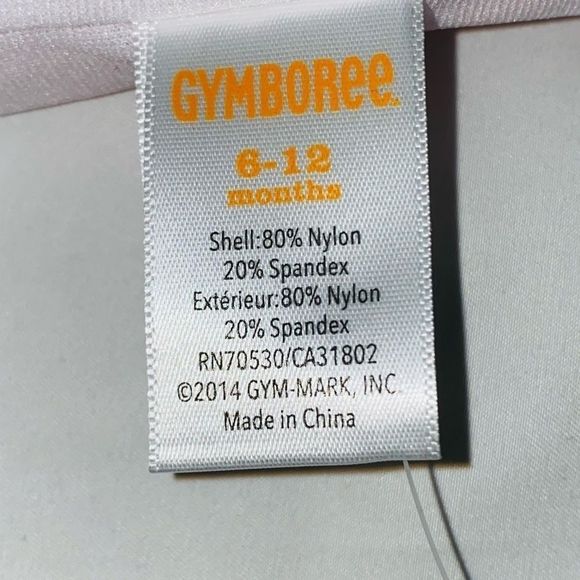 GYMBOREE
6-12
months
Shell:80% Nylon
20% Spandex
Extérieur:80% Nylon
20% Spandex
RN70530/CA31802
©2014 GYM-MARK, INC.
Made in China